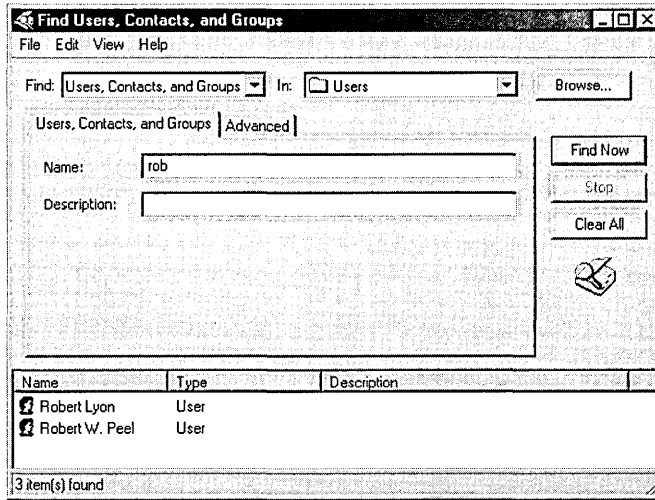 Find Users, Contacts, and Groups
File Edit View Help
Find: Users, Contacts, and Groups In: Users Browse...
Users, Contacts, and Groups Advanced
Name: rob
Description:
Find Now
Stop
Clear All
Name Type Description
Robert Lyon User
Robert W. Peel User
3 item(s) found